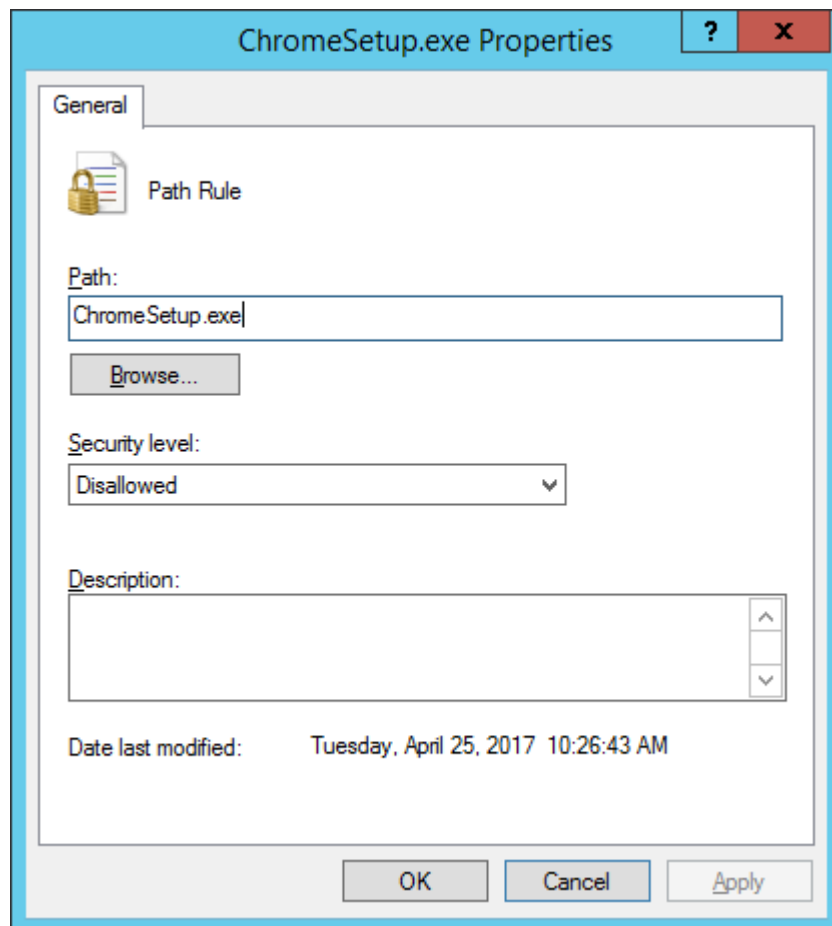 ChromeSetup.exe Properties
?
x
General
Path Rule
Path:
ChromeSetup.exe
Browse...
Security level:
Disallowed
Description:
Date last modified: Tuesday, April 25, 2017 10:26:43 AM
OK Cancel Apply